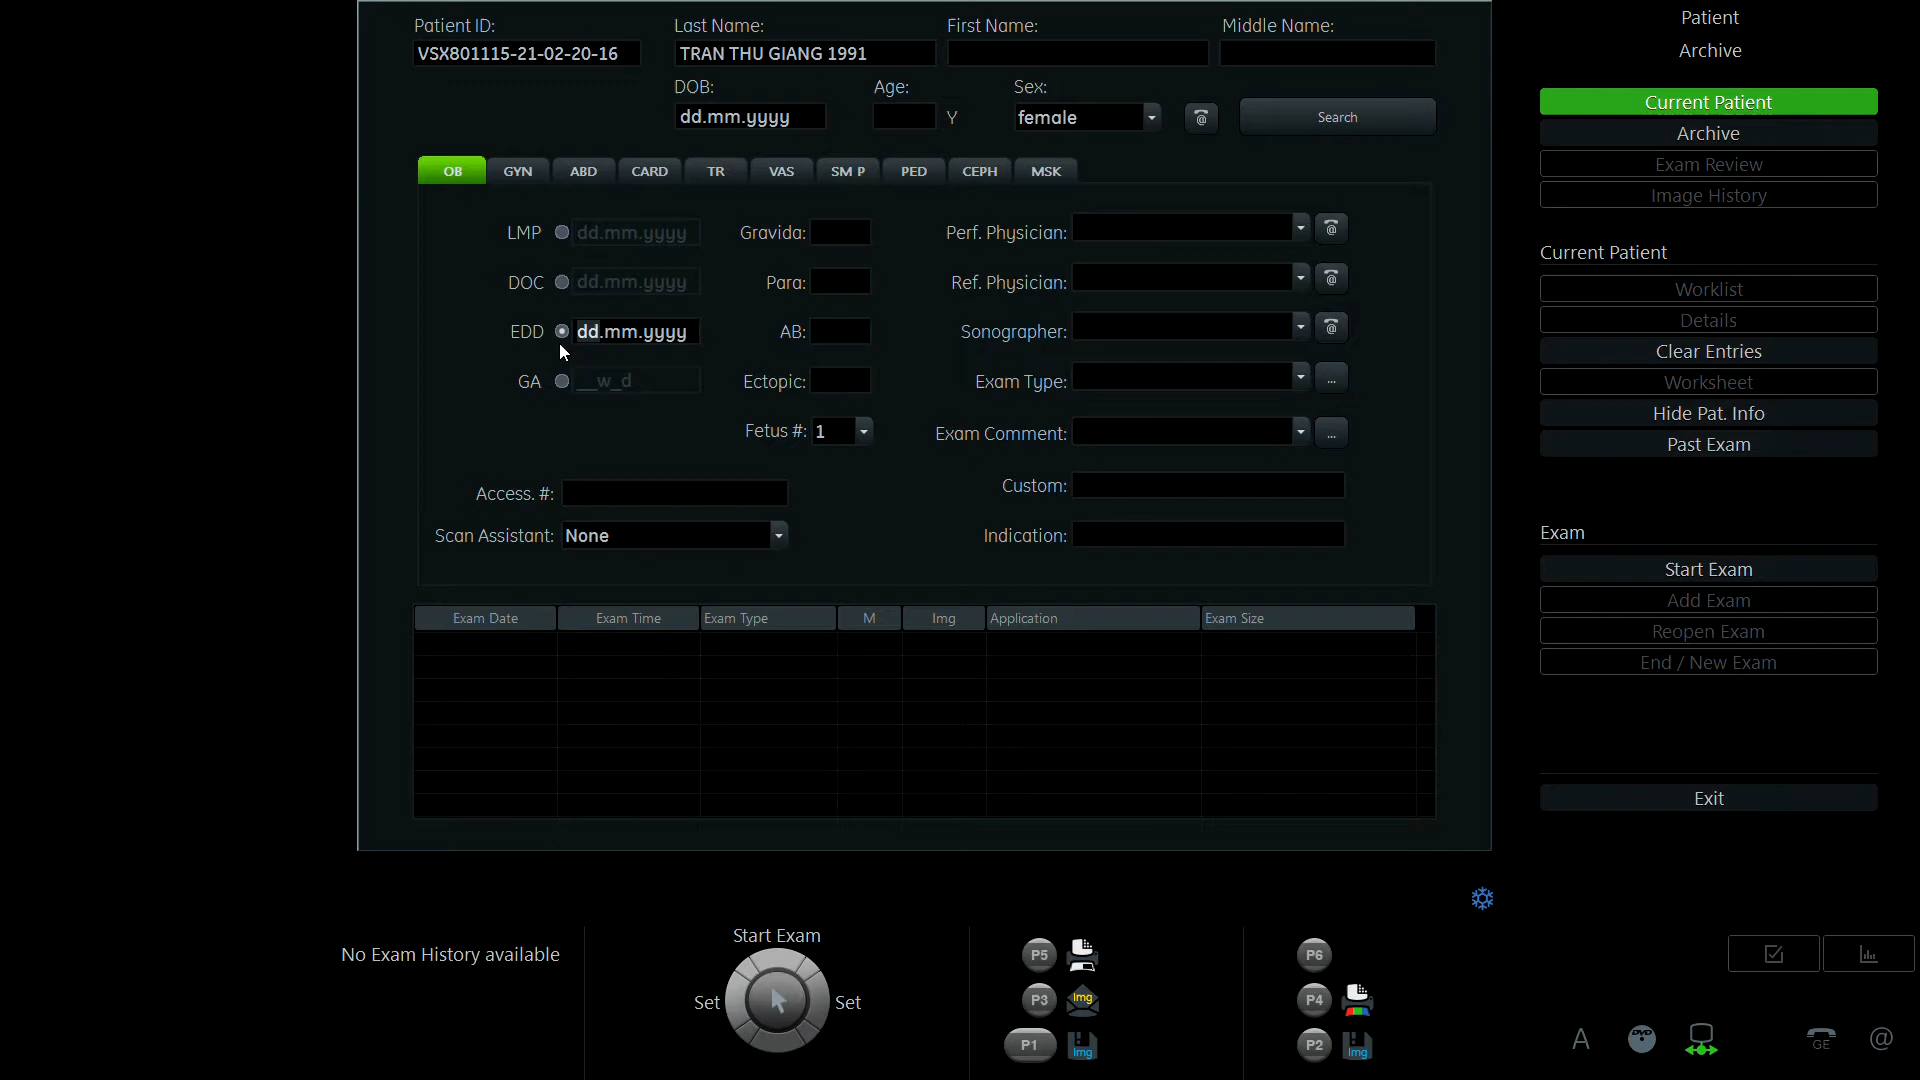 Patient ID: Last Name: First Name: Middle Name:
VSX801115-21-02-20-16 TRAN THU GIANG 1991
DOB: Age: Sex:
dd.mm.yyyy Y female @ Search
OB GYN ABD CARD TR VAS SM P PED CEPH MSK
LMP dd.mm.yyyy Gravida: Perf. Physician: @
DOC dd.mm.yyyy Para: Ref. Physician: @
EDD dd.mm.yyyy AB: Sonographer: @
GA __w_d Ectopic: Exam Type: ...
Fetus #: 1 Exam Comment: ...
Access. #: Custom:
Scan Assistant: None Indication:
Exam Date Exam Time Exam Type M Img Application Exam Size
Patient
Archive
Current Patient
Archive
Exam Review
Image History
Current Patient
Worklist
Details
Clear Entries
Worksheet
Hide Pat. Info
Past Exam
Exam
Start Exam
Add Exam
Reopen Exam
End / New Exam
Exit
No Exam History available
Start Exam
Set Set
P5 P6
P3 Img P4
P1 Img P2 Img
A DVD GE @